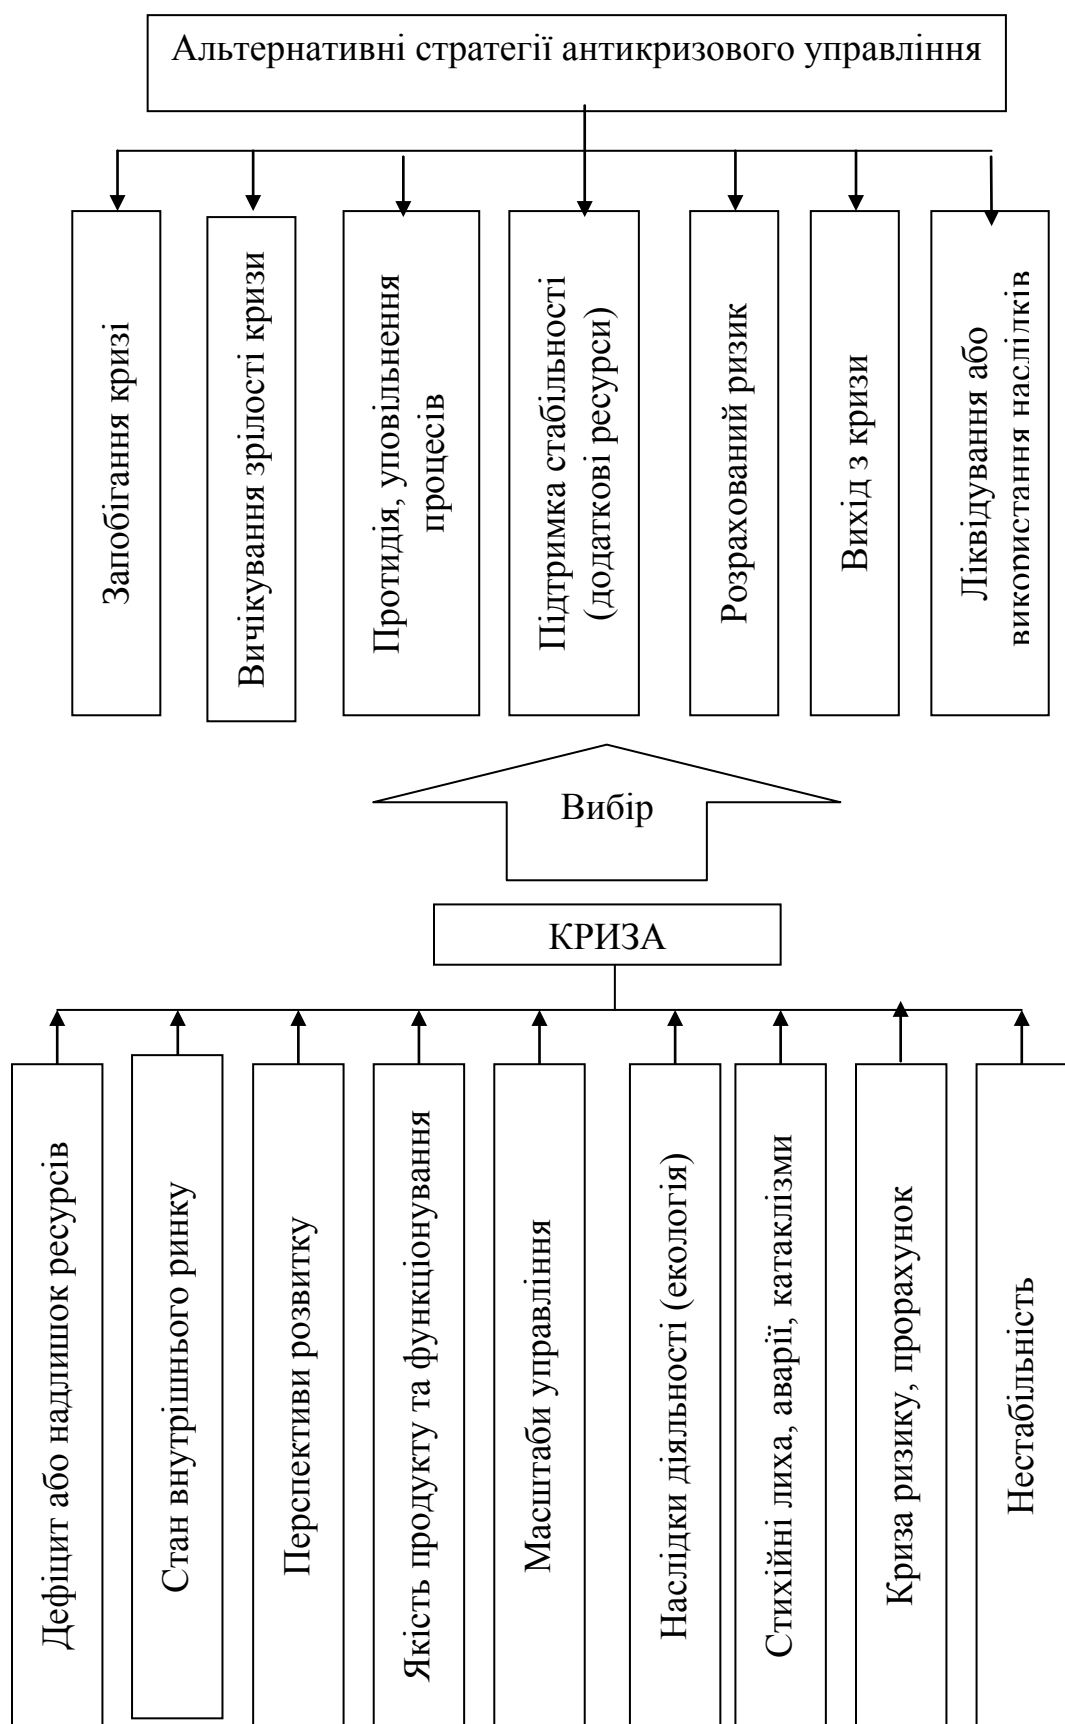 Альтернативні стратегії антикризового управління
Запобігання кризі
Вичікування зрілості кризи
Протидія, уповільнення
процесів
Підтримка стабільності
(додаткові ресурси)
Розрахований ризик
Вихід з кризи
Ліквідування або
використання наслідків
Вибір
КРИЗА
Дефіцит або надлишок ресурсів
Стан внутрішнього ринку
Перспективи розвитку
Якість продукту та функціонування
Масштаби управління
Наслідки діяльності (екологія)
Стихійні лиха, аварії, катаклізми
Криза ризику, прорахунок
Нестабільність